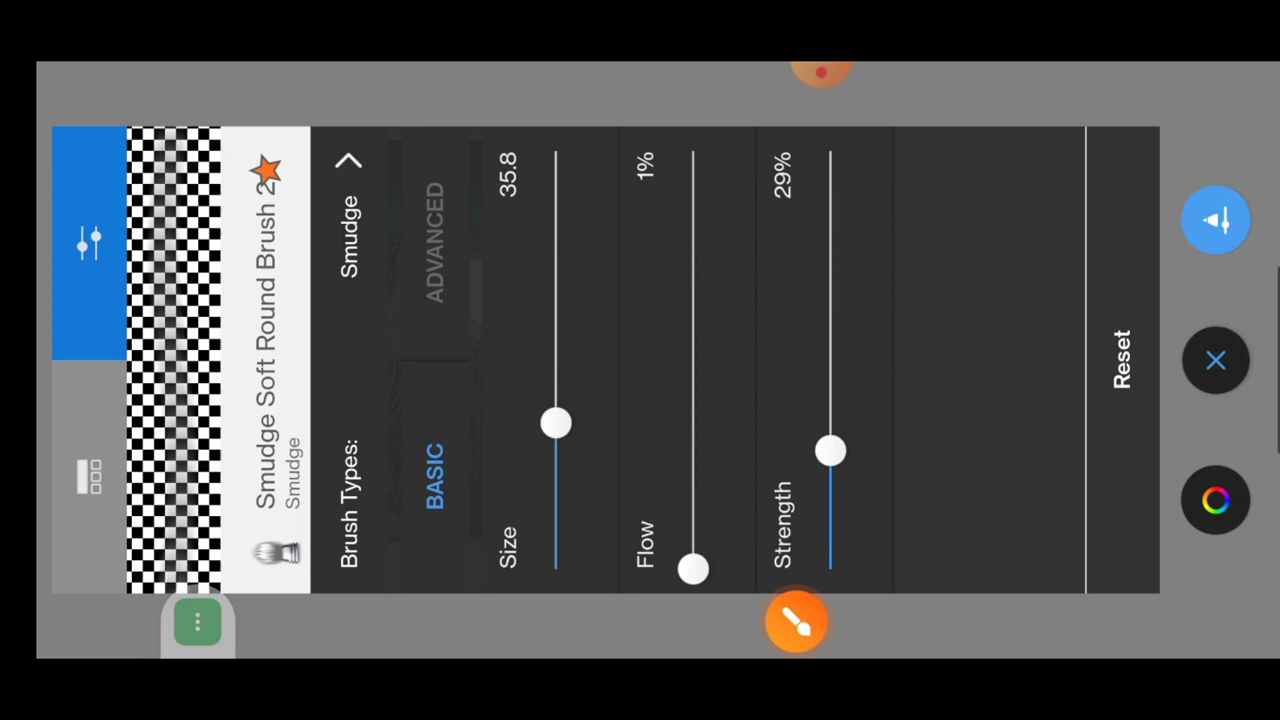 Smudge Soft Round Brush 2
Smudge
Brush Types: Smudge
BASIC ADVANCED
Size 35.8
Flow 1%
Strength 29%
Reset